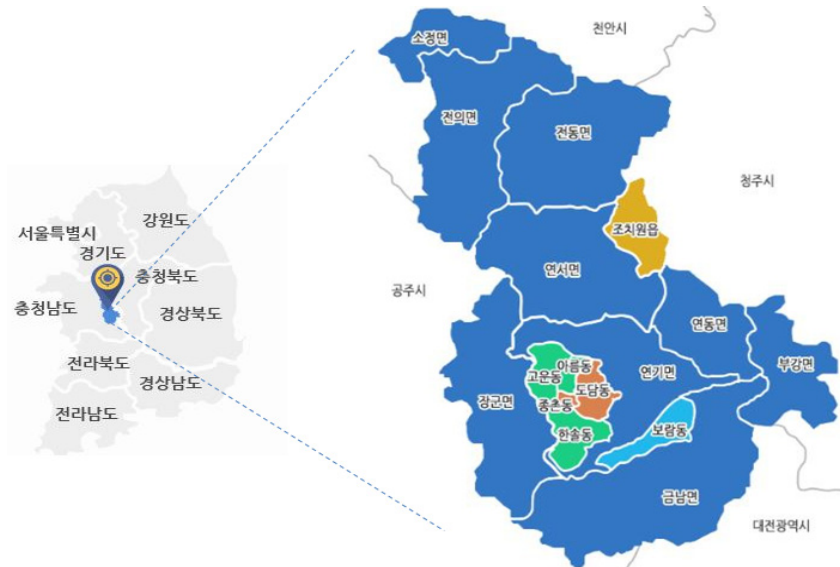 서울특별시
강원도
경기도
충청북도
충청남도
경상북도
전라북도
경상남도
전라남도
천안시
소정면
전의면
전동면
청주시
조치원읍
연서면
공주시
연동면
부강면
아름동
고운동
연기면
도담동
장군면
종촌동
한솔동
보람동
금남면
대전광역시